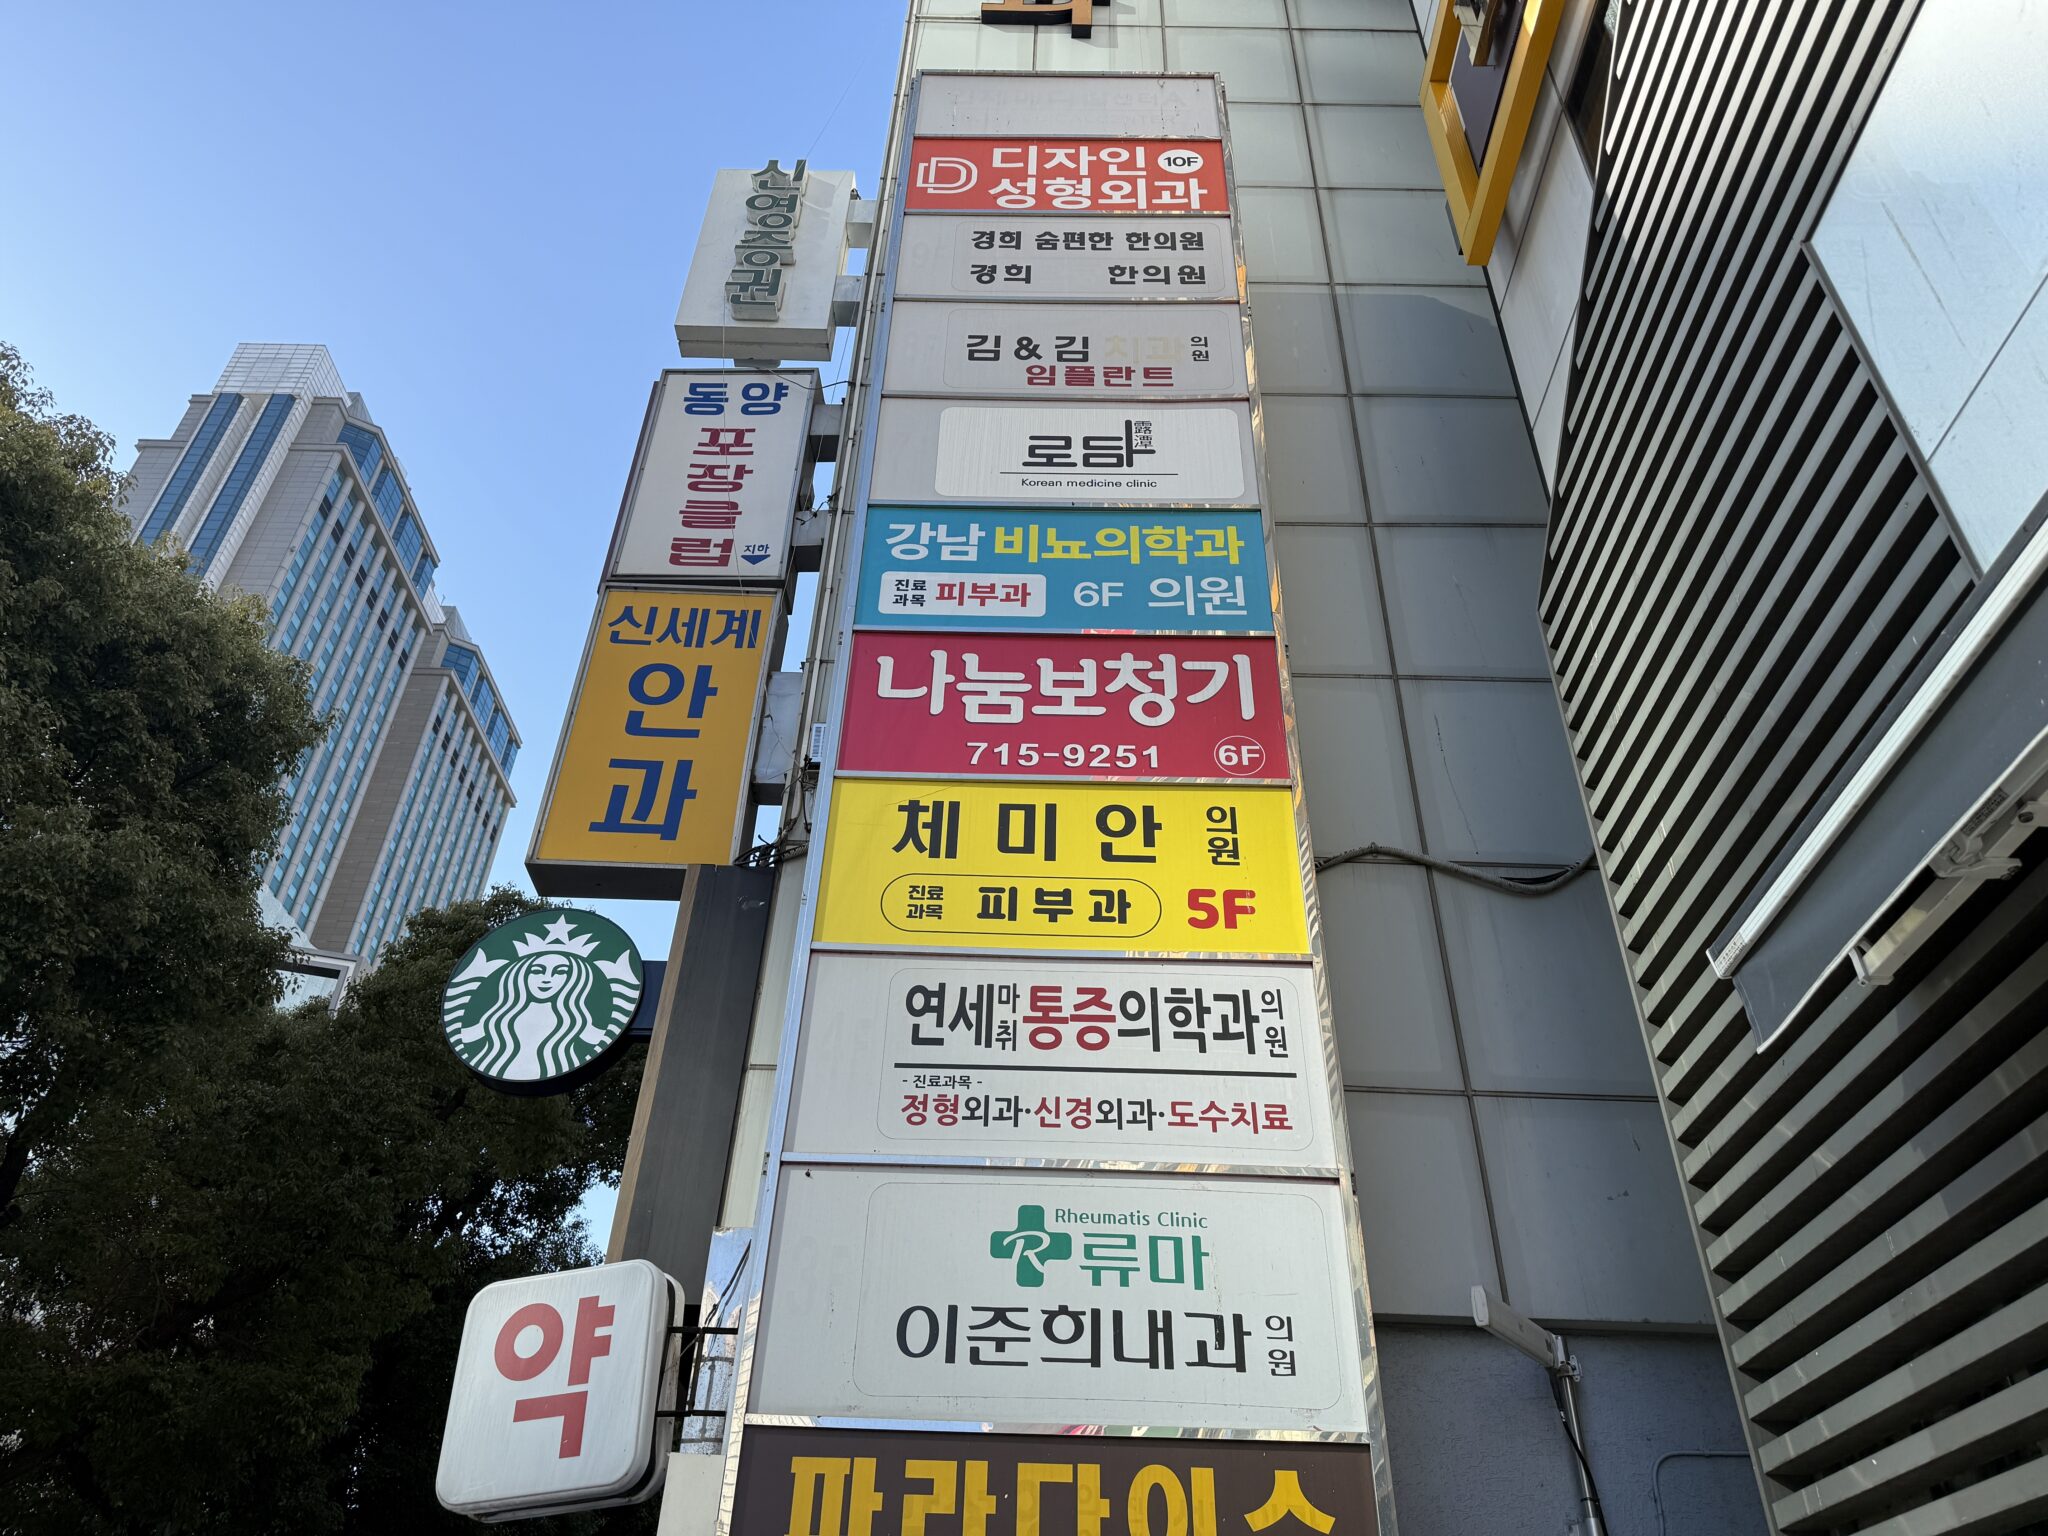 신영증권
동양
포장클럽
지하
신세계
안과
약
디자인 10F
성형외과
경희 숨편한 한의원
경희 한의원
김&김 치과의원
임플란트
로담 露潭
Korean medicine clinic
강남 비뇨의학과
진료과목 피부과 6F 의원
나눔보청기
715-9251 6F
체미안의원
진료과목 피부과 5F
연세마취통증의학과의원
- 진료과목 -
정형외과·신경외과·도수치료
Rheumatis Clinic
R 류마
이준희내과의원
파라다이스